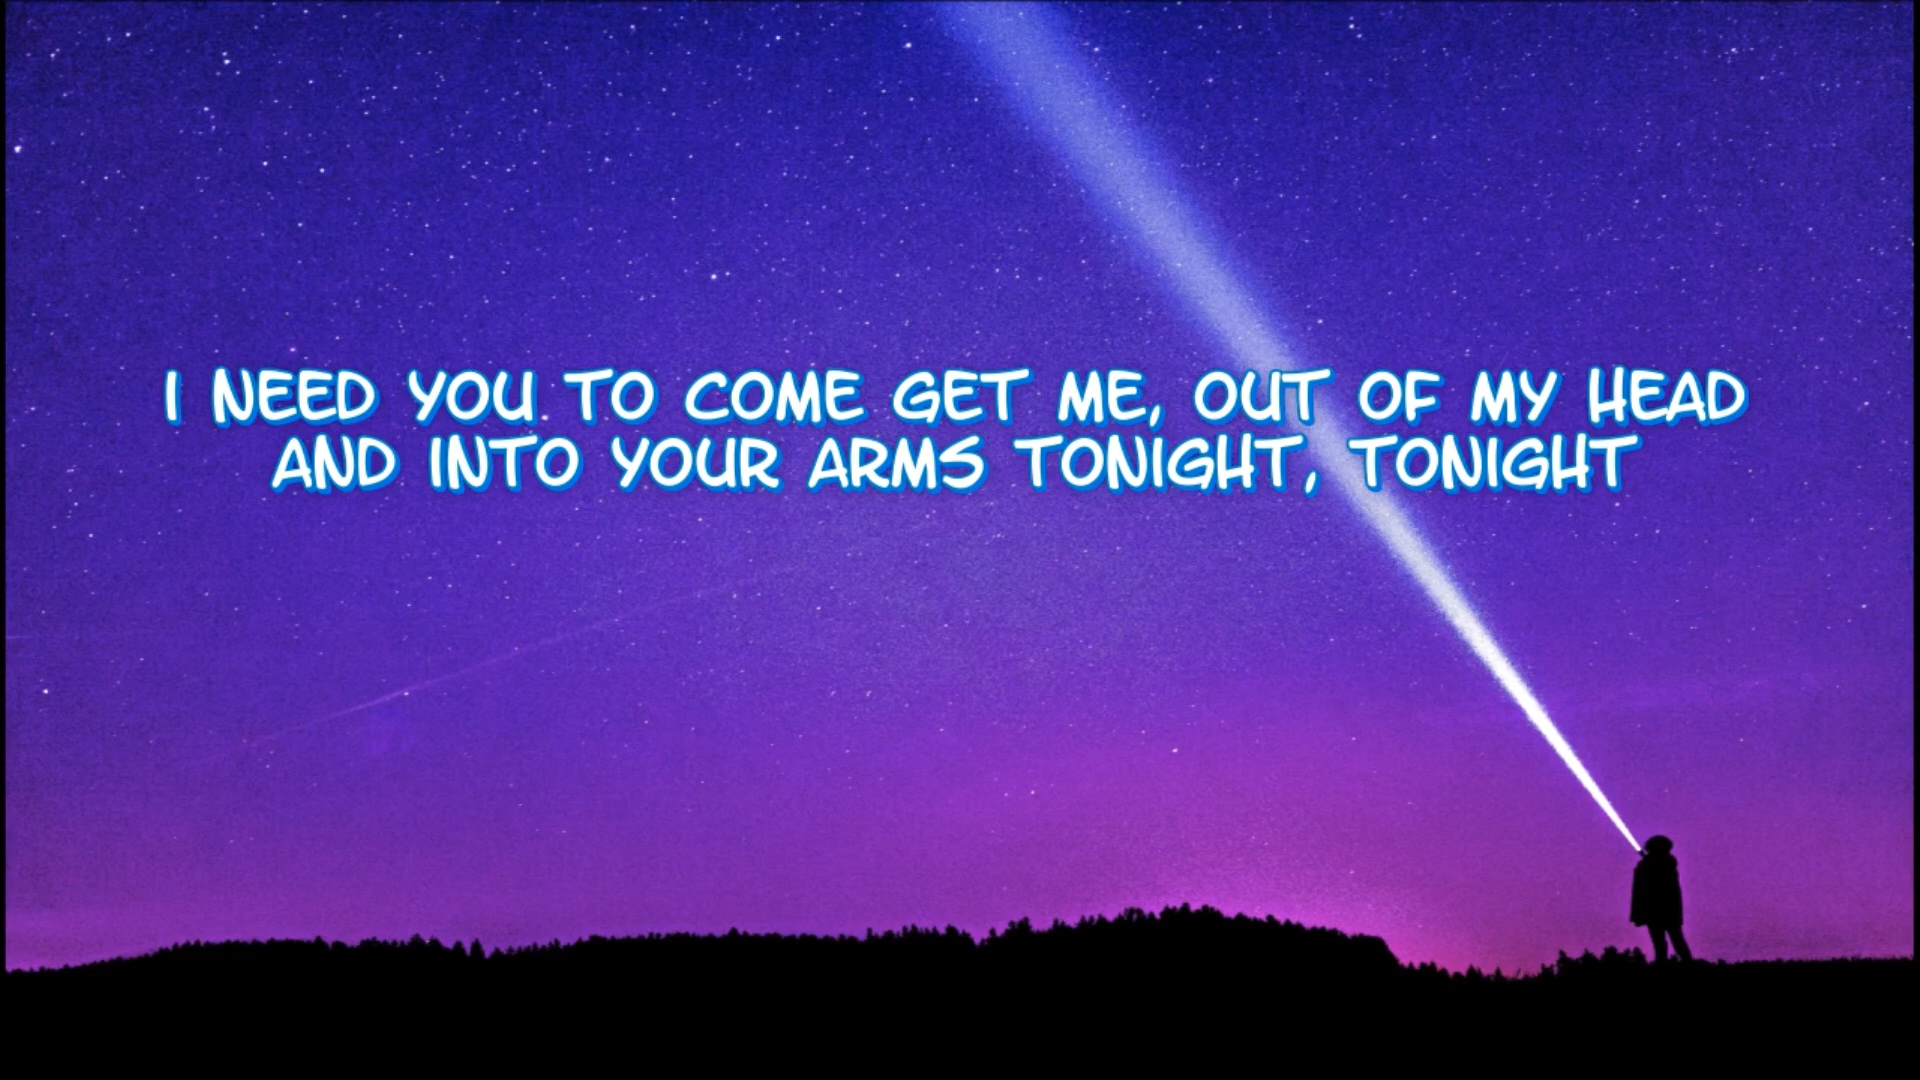 I NEED YOU TO COME GET ME, OUT OF MY HEAD
AND INTO YOUR ARMS TONIGHT, TONIGHT